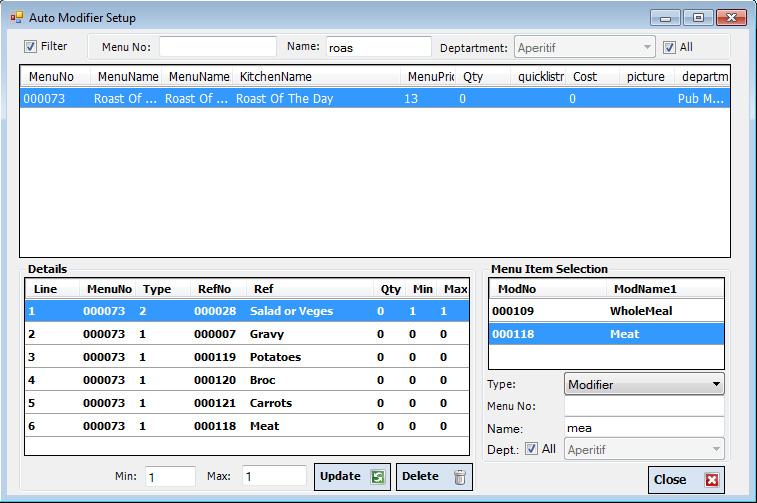 Auto Modifier Setup
Filter Menu No: Name: roas Deptartment: Aperitif All
MenuNo MenuName MenuName KitchenName MenuPric Qty quicklistr Cost picture departm
000073 Roast Of ... Roast Of ... Roast Of The Day 13 0 0 Pub M...
Details
Line MenuNo Type RefNo Ref Qty Min Max
1 000073 2 000028 Salad or Veges 0 1 1
2 000073 1 000007 Gravy 0 0 0
3 000073 1 000119 Potatoes 0 0 0
4 000073 1 000120 Broc 0 0 0
5 000073 1 000121 Carrots 0 0 0
6 000073 1 000118 Meat 0 0 0
Min: 1 Max: 1 Update Delete
Menu Item Selection
ModNo ModName1
000109 WholeMeal
000118 Meat
Type: Modifier
Menu No:
Name: mea
Dept.: All Aperitif
Close